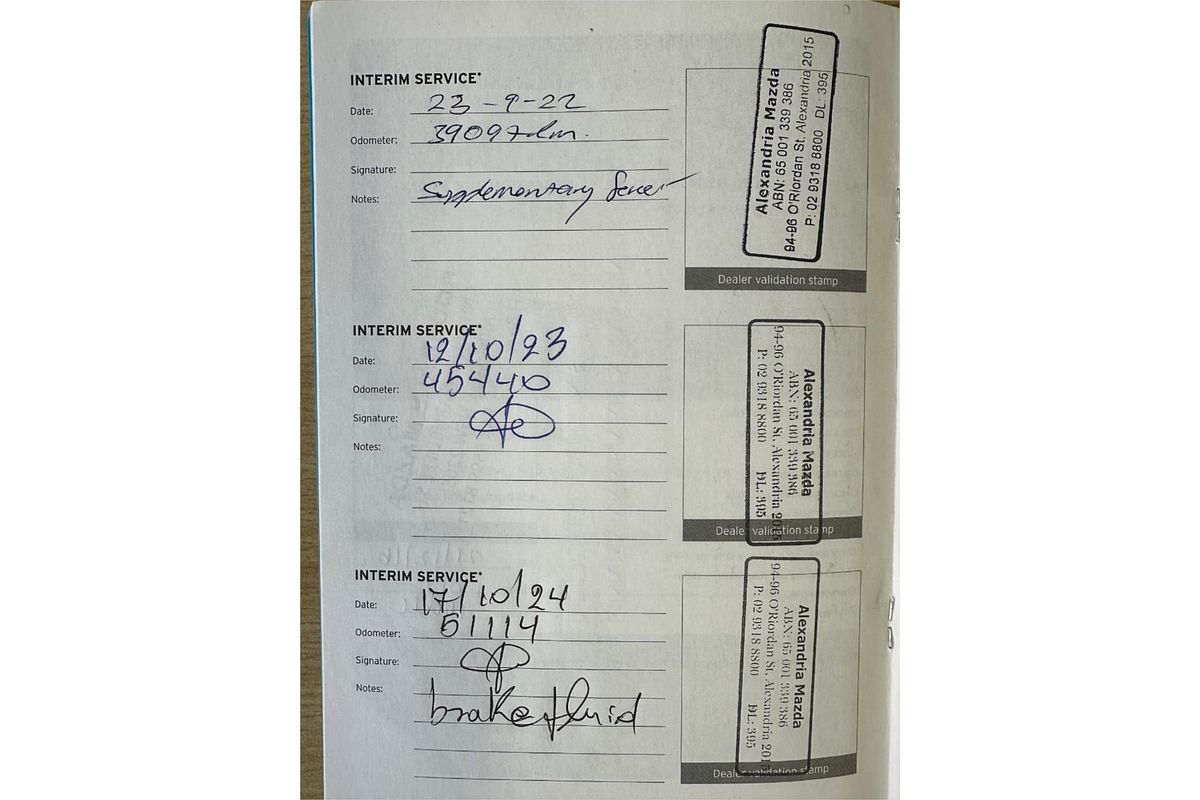 INTERIM SERVICE*
Date: 23-9-22
Odometer: 39097km.
Signature:
Notes: Supplementary
Alexandria Mazda
ABN: 65 001 339 386
94-96 O'Riordan St, Alexandria 2015
P: 02 9318 8800 DL: 395
Dealer validation stamp
INTERIM SERVICE*
Date: 12/10/23
Odometer: 45440
Signature:
Notes:
Alexandria Mazda
ABN: 65 001 339 386
94-96 O'Riordan St, Alexandria 2015
P: 02 9318 8800 DL: 395
Dealer validation stamp
INTERIM SERVICE*
Date: 17/10/24
Odometer: 51114
Signature:
Notes: brake fluid
Alexandria Mazda
ABN: 65 001 339 386
94-96 O'Riordan St, Alexandria 2015
P: 02 9318 8800 DL: 395
Dealer validation stamp